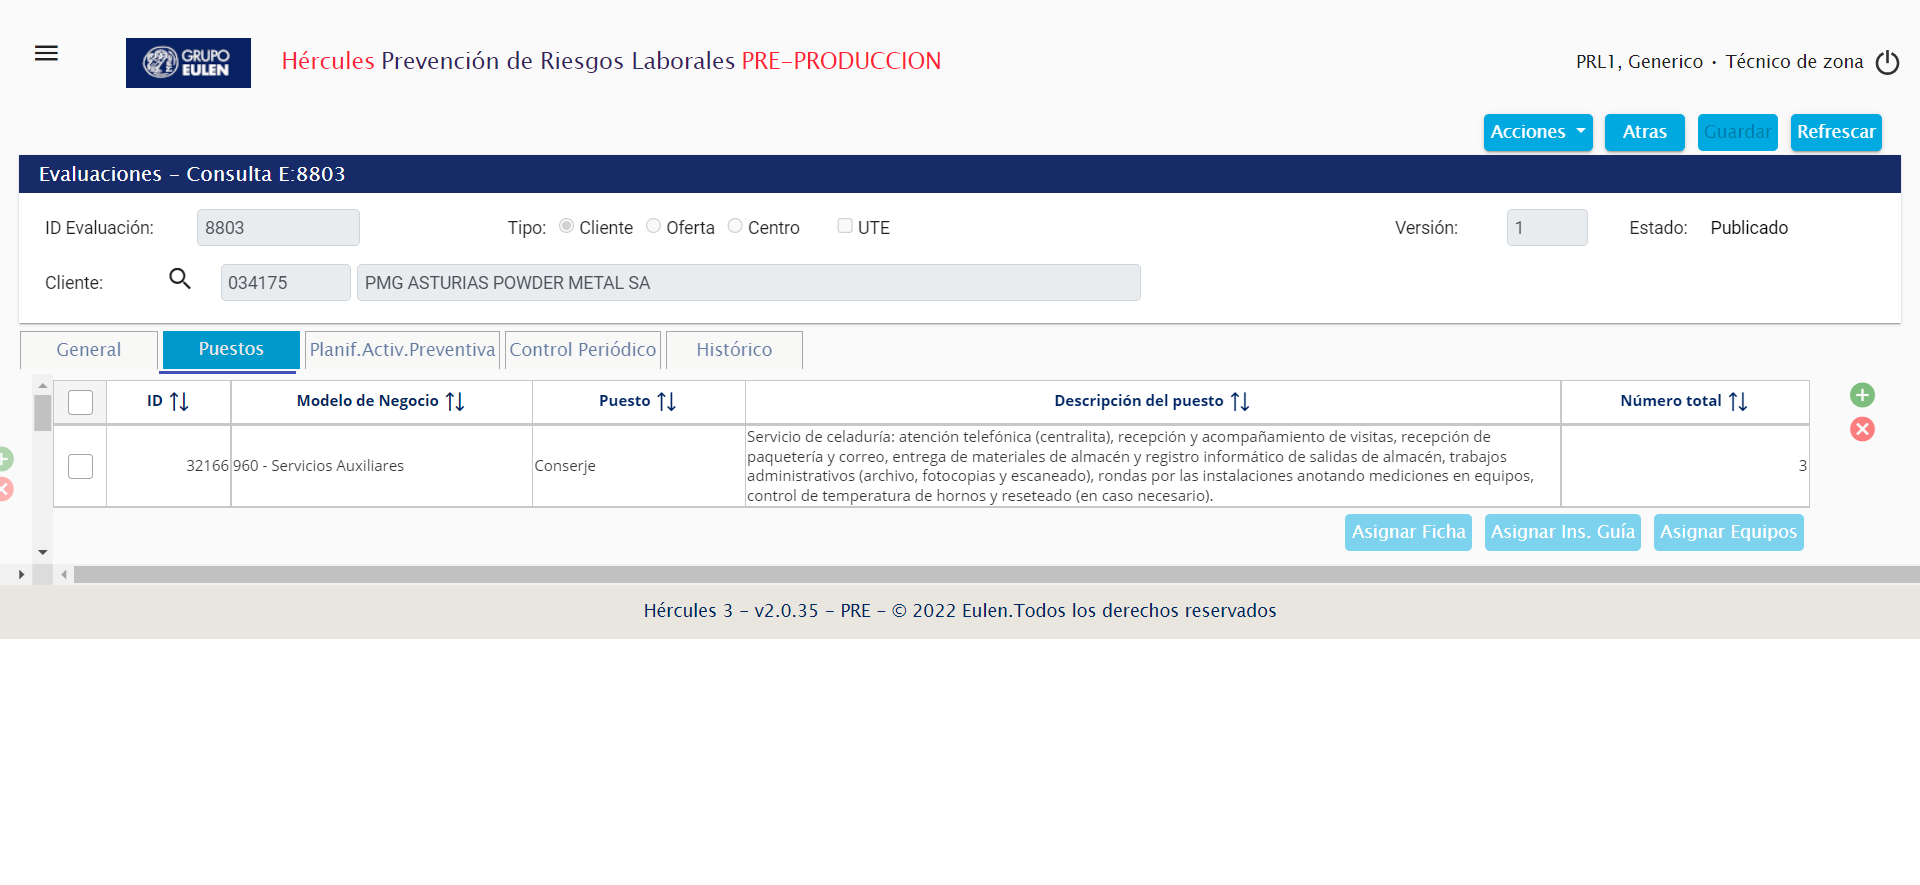 GRUPO
EULEN
Hércules Prevención de Riesgos Laborales PRE-PRODUCCION
PRL1, Generico · Técnico de zona
Acciones
Atras
Guardar
Refrescar
Evaluaciones - Consulta E:8803
ID Evaluación: 8803 Tipo: Cliente Oferta Centro UTE Versión: 1 Estado: Publicado
Cliente: 034175 PMG ASTURIAS POWDER METAL SA
General Puestos Planif.Activ.Preventiva Control Periódico Histórico
ID Modelo de Negocio Puesto Descripción del puesto Número total
32166 960 - Servicios Auxiliares Conserje
Servicio de celaduría: atención telefónica (centralita), recepción y acompañamiento de visitas, recepción de
paquetería y correo, entrega de materiales de almacén y registro informático de salidas de almacén, trabajos
administrativos (archivo, fotocopias y escaneado), rondas por las instalaciones anotando mediciones en equipos,
control de temperatura de hornos y reseteado (en caso necesario).
3
Asignar Ficha Asignar Ins. Guía Asignar Equipos
Hércules 3 - v2.0.35 - PRE - © 2022 Eulen.Todos los derechos reservados